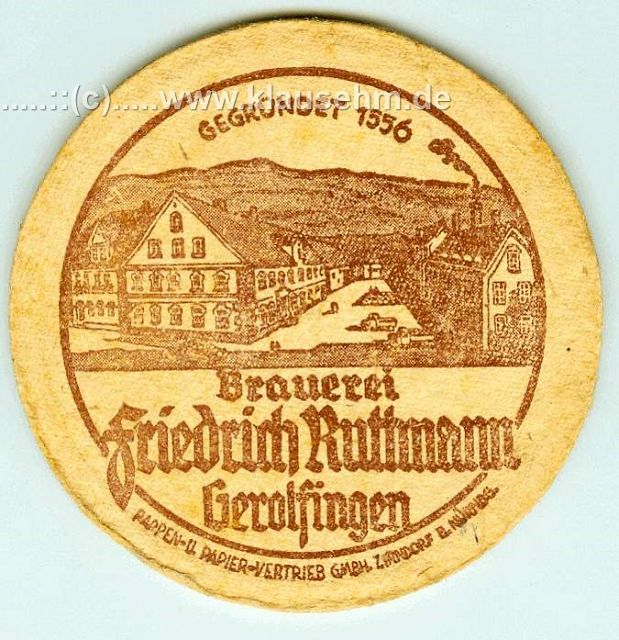 ......::(c).....www.klausehm.de
GEGRÜNDET 1556
Brauerei
Friedrich Ruttmann
Gerolfingen
PAPPEN- U. PAPIER-VERTRIEB GMBH. ZIRNDORF B. NÜRNBG.